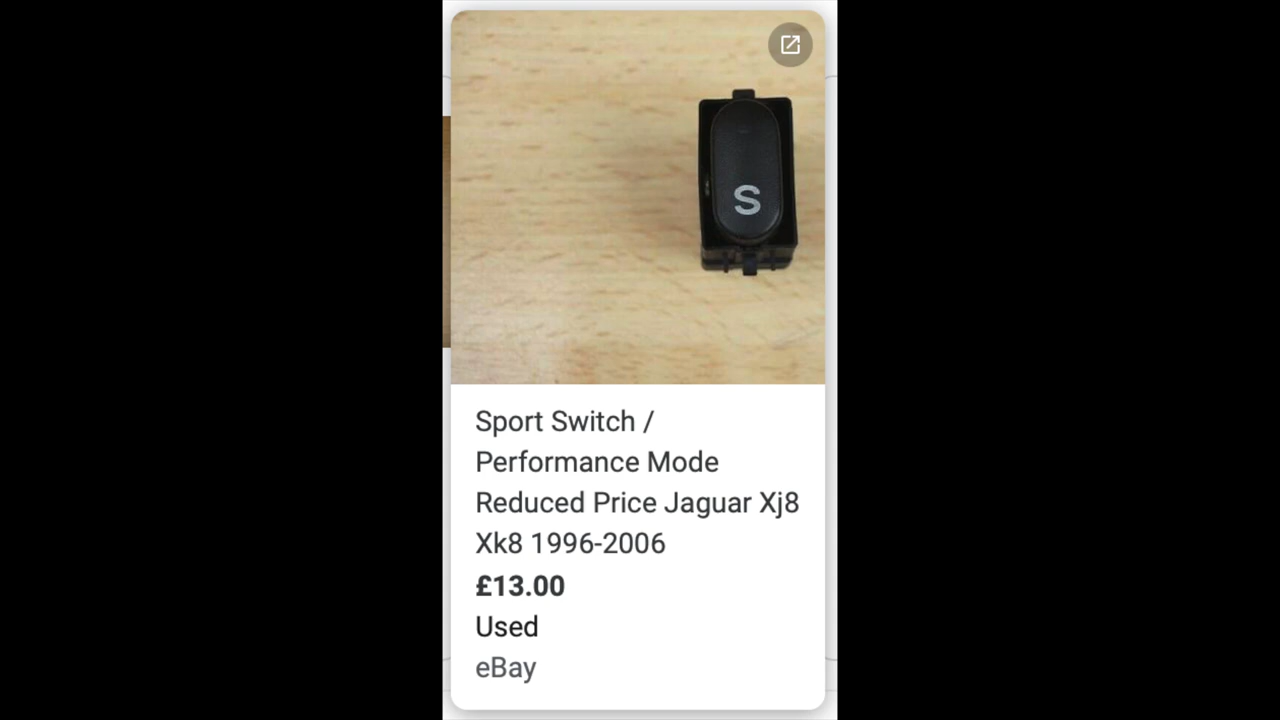 S
Sport Switch /
Performance Mode
Reduced Price Jaguar Xj8
Xk8 1996-2006
£13.00
Used
eBay